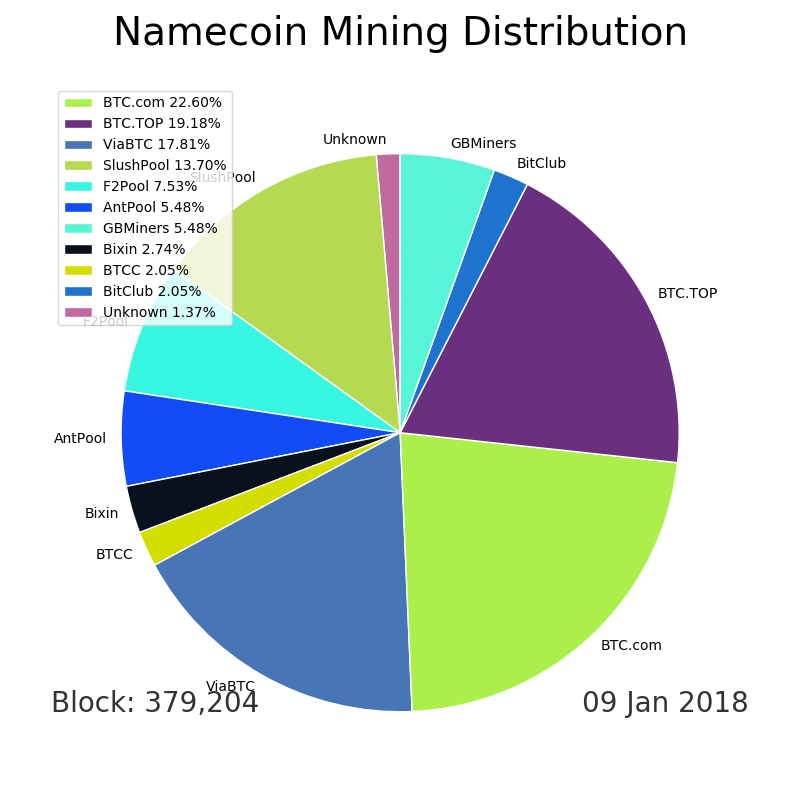 Namecoin Mining Distribution
BTC.com 22.60%
BTC.TOP 19.18%
ViaBTC 17.81%
SlushPool 13.70%
F2Pool 7.53%
AntPool 5.48%
GBMiners 5.48%
Bixin 2.74%
BTCC 2.05%
BitClub 2.05%
Unknown 1.37%
Unknown
GBMiners
BitClub
SlushPool
BTC.TOP
F2Pool
AntPool
Bixin
BTCC
BTC.com
ViaBTC
Block: 379,204
09 Jan 2018